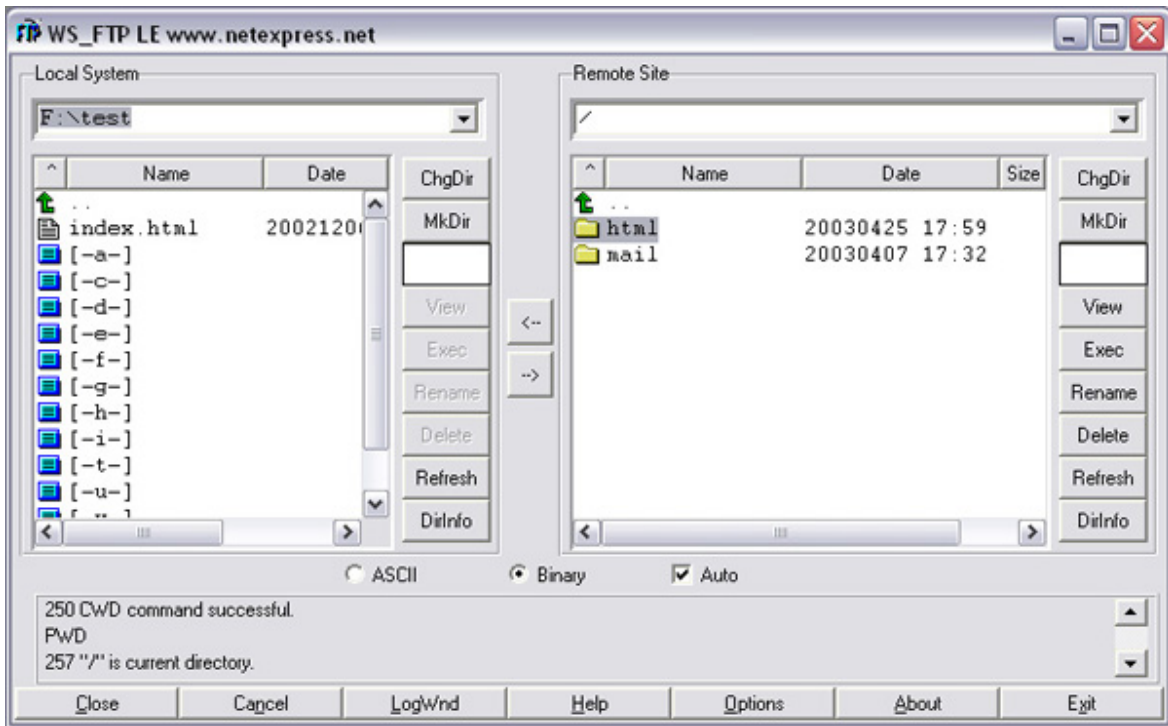 WS_FTP LE www.netexpress.net
Local System
F:\test
^ Name Date
..
index.html 2002120
[-a-]
[-c-]
[-d-]
[-e-]
[-f-]
[-g-]
[-h-]
[-i-]
[-t-]
[-u-]
ChgDir
MkDir
View
Exec
Rename
Delete
Refresh
DirInfo
<--
-->
Remote Site
/
^ Name Date Size
..
html 20030425 17:59
mail 20030407 17:32
ChgDir
MkDir
View
Exec
Rename
Delete
Refresh
DirInfo
ASCII Binary Auto
250 CWD command successful.
PWD
257 "/" is current directory.
Close Cancel LogWnd Help Options About Exit